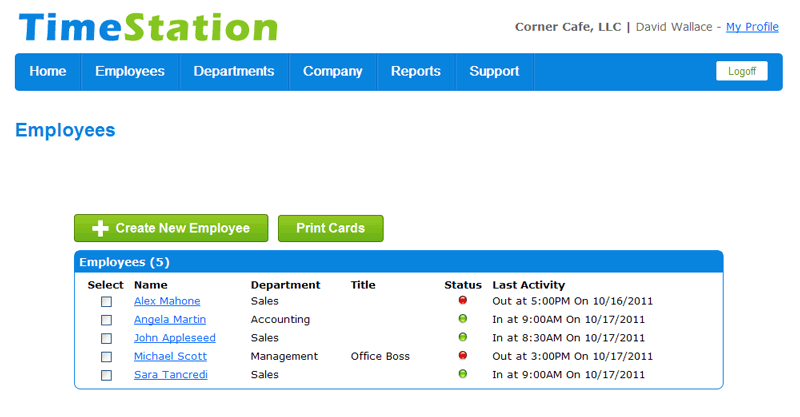 TimeStation
Corner Cafe, LLC | David Wallace - My Profile
Home Employees Departments Company Reports Support Logoff
Employees
Create New Employee Print Cards
Employees (5)
Select Name Department Title Status Last Activity
Alex Mahone Sales Out at 5:00PM On 10/16/2011
Angela Martin Accounting In at 9:00AM On 10/17/2011
John Appleseed Sales In at 8:30AM On 10/17/2011
Michael Scott Management Office Boss Out at 3:00PM On 10/17/2011
Sara Tancredi Sales In at 9:00AM On 10/17/2011